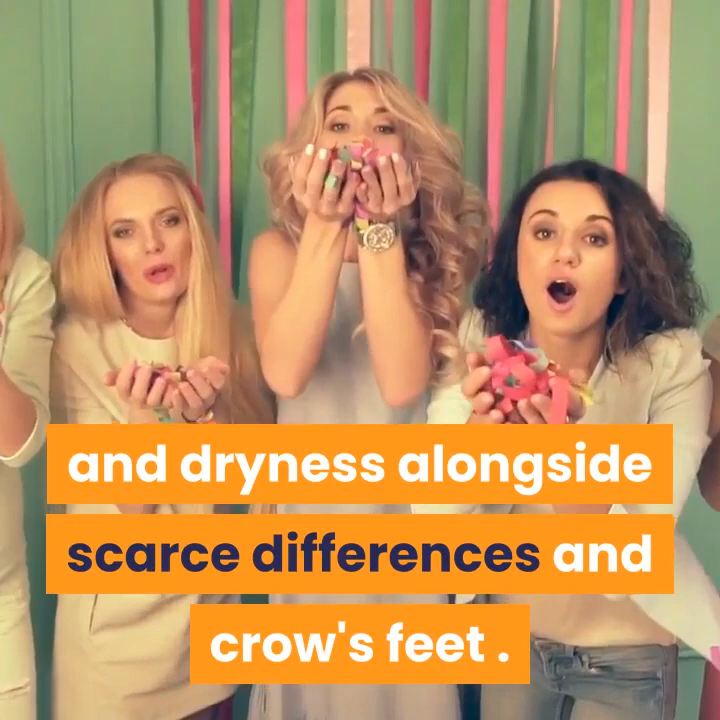 and dryness alongside
scarce differences and
crow's feet .